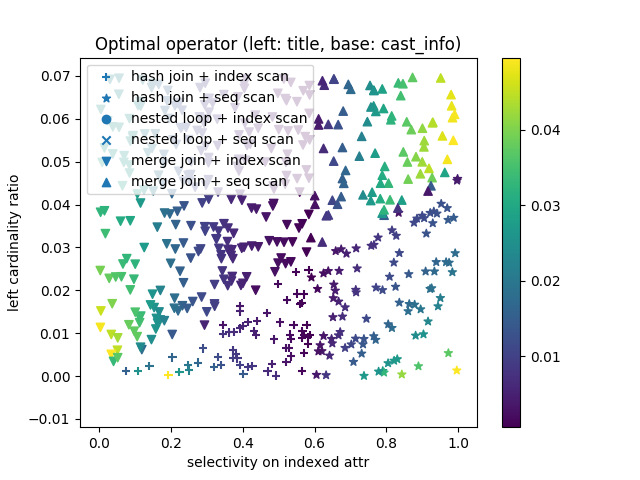 Optimal operator (left: title, base: cast_info)
hash join + index scan
hash join + seq scan
nested loop + index scan
nested loop + seq scan
merge join + index scan
merge join + seq scan
left cardinality ratio
0.07
0.06
0.05
0.04
0.03
0.02
0.01
0.00
−0.01
0.0 0.2 0.4 0.6 0.8 1.0
selectivity on indexed attr
0.04
0.03
0.02
0.01